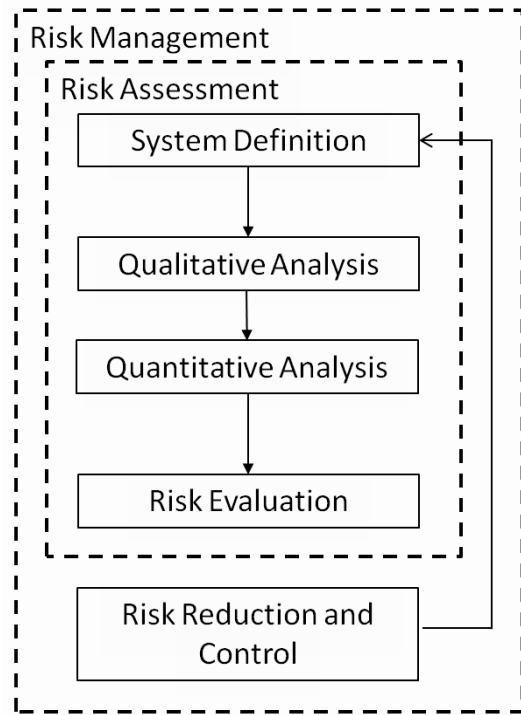 Risk Management
Risk Assessment
System Definition
Qualitative Analysis
Quantitative Analysis
Risk Evaluation
Risk Reduction and
Control